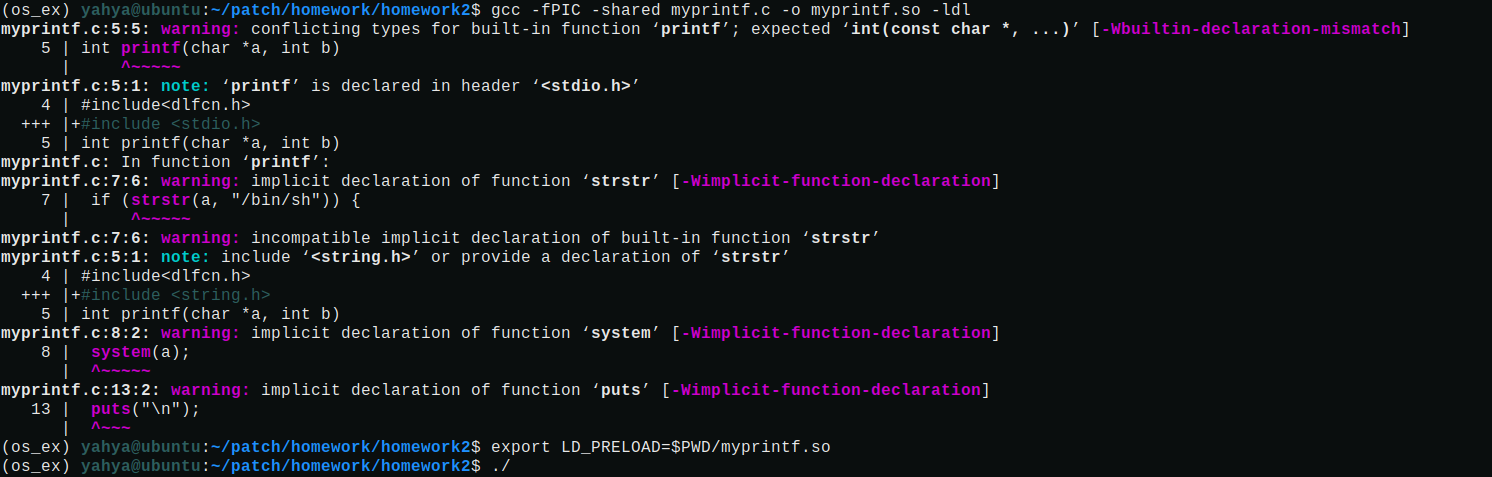 (os_ex) yahya@ubuntu:~/patch/homework/homework2$ gcc -fPIC -shared myprintf.c -o myprintf.so -ldl
myprintf.c:5:5: warning: conflicting types for built-in function ‘printf’; expected ‘int(const char *, ...)’ [-Wbuiltin-declaration-mismatch]
    5 | int printf(char *a, int b)
      |     ^~~~~~
myprintf.c:5:1: note: ‘printf’ is declared in header ‘<stdio.h>’
    4 | #include<dlfcn.h>
  +++ |+#include <stdio.h>
    5 | int printf(char *a, int b)
myprintf.c: In function ‘printf’:
myprintf.c:7:6: warning: implicit declaration of function ‘strstr’ [-Wimplicit-function-declaration]
    7 |  if (strstr(a, "/bin/sh")) {
      |      ^~~~~~
myprintf.c:7:6: warning: incompatible implicit declaration of built-in function ‘strstr’
myprintf.c:5:1: note: include ‘<string.h>’ or provide a declaration of ‘strstr’
    4 | #include<dlfcn.h>
  +++ |+#include <string.h>
    5 | int printf(char *a, int b)
myprintf.c:8:2: warning: implicit declaration of function ‘system’ [-Wimplicit-function-declaration]
    8 |  system(a);
      |  ^~~~~~
myprintf.c:13:2: warning: implicit declaration of function ‘puts’ [-Wimplicit-function-declaration]
   13 |  puts("\n");
      |  ^~~~
(os_ex) yahya@ubuntu:~/patch/homework/homework2$ export LD_PRELOAD=$PWD/myprintf.so
(os_ex) yahya@ubuntu:~/patch/homework/homework2$ ./